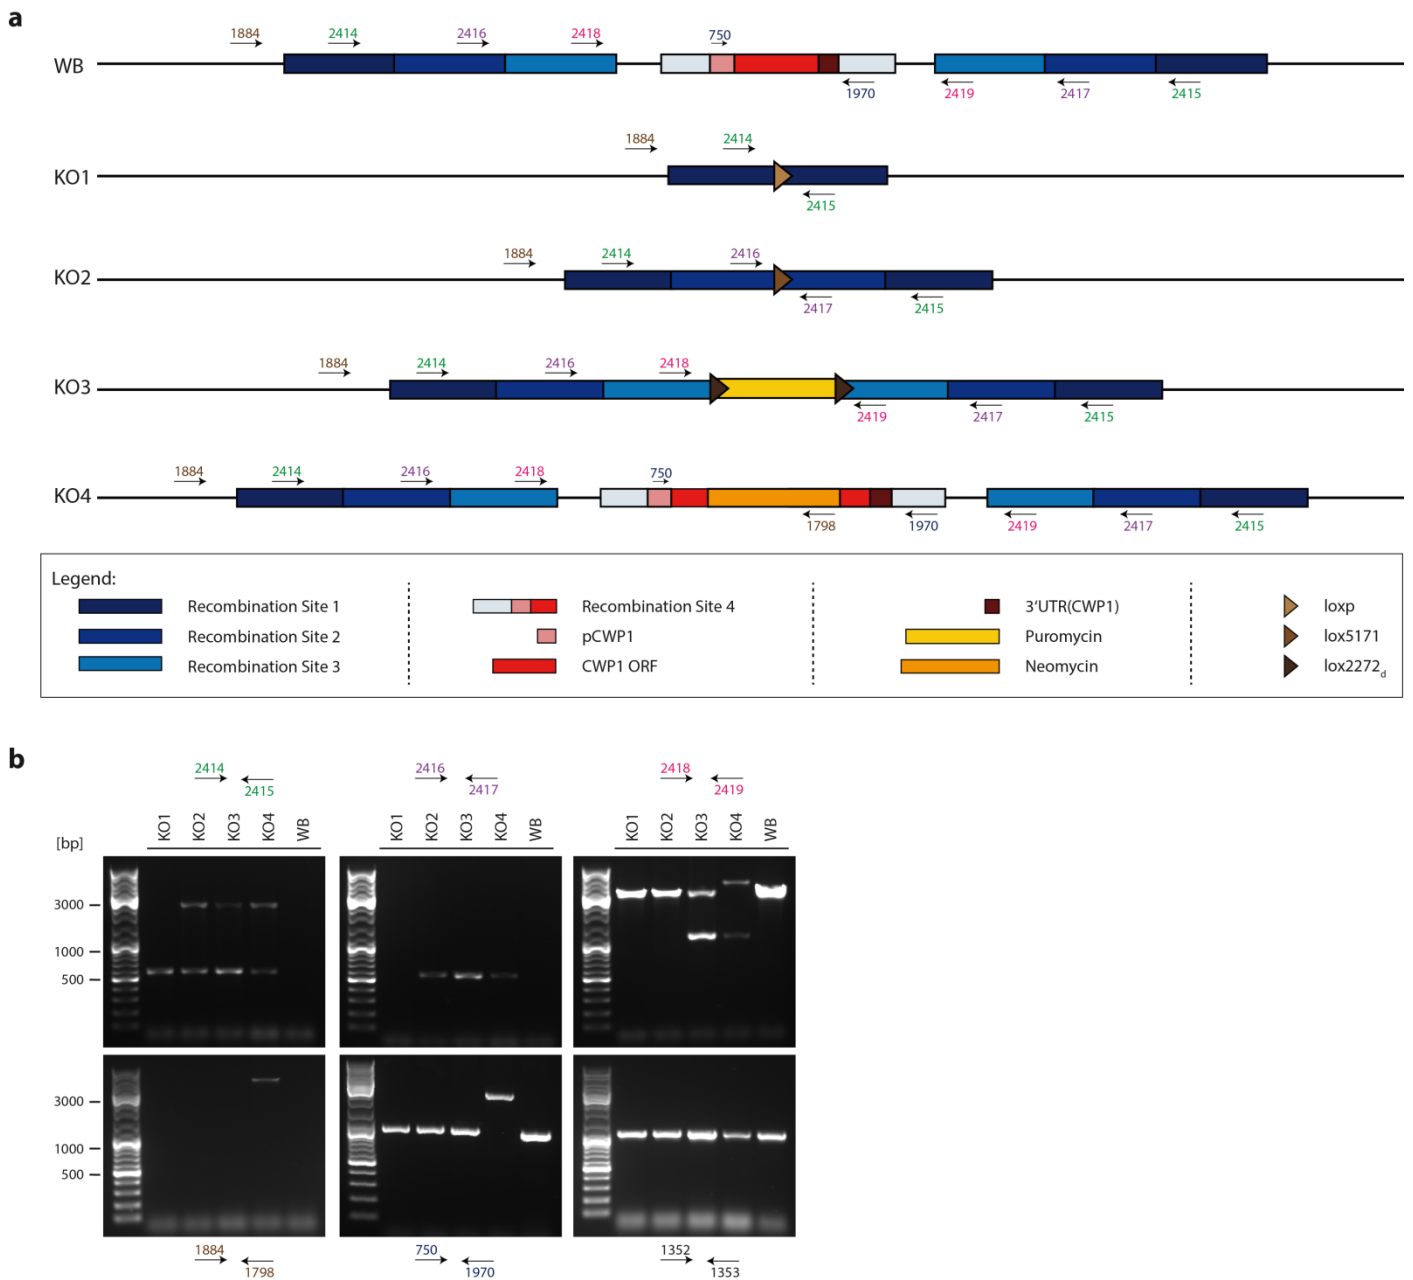 a
1884 2414 2416 2418 750
WB
1970 2419 2417 2415
1884 2414
KO1
2415
1884 2414 2416
KO2
2417 2415
1884 2414 2416 2418
KO3
2419 2417 2415
1884 2414 2416 2418 750
KO4
1798 1970 2419 2417 2415
Legend:
Recombination Site 1 Recombination Site 4 3'UTR(CWP1) loxp
Recombination Site 2 pCWP1 Puromycin lox5171
Recombination Site 3 CWP1 ORF Neomycin lox2272d
b
2414 2416 2418
2415 2417 2419
KO1 KO2 KO3 KO4 WB KO1 KO2 KO3 KO4 WB KO1 KO2 KO3 KO4 WB
[bp]
3000
1000
500
3000
1000
500
1884 750 1352
1798 1970 1353